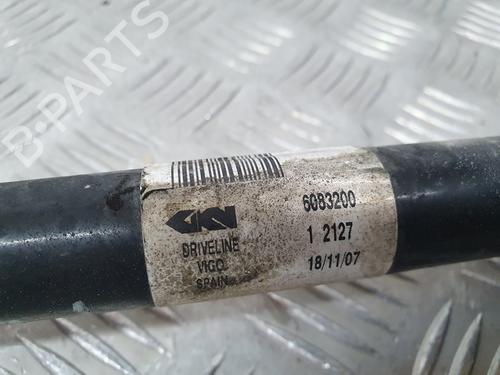 B-PARTS
GKN
DRIVELINE
VIGO
SPAIN
6083200
1 2127
18/11/07